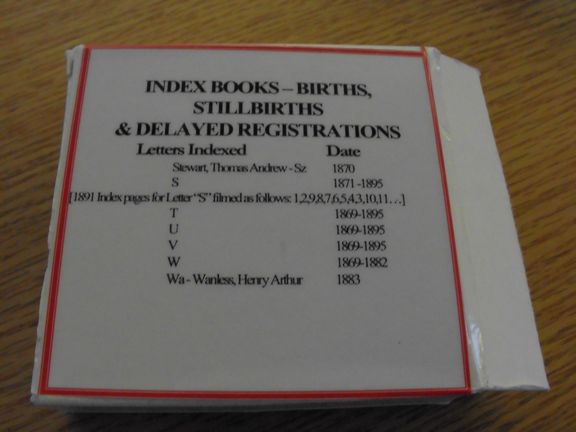 INDEX BOOKS – BIRTHS,
STILLBIRTHS
& DELAYED REGISTRATIONS
Letters Indexed Date
Stewart, Thomas Andrew - Sz 1870
S 1871-1895
[1891 Index pages for Letter "S" filmed as follows: 1,2,9,8,7,6,5,4,3,10,11…]
T 1869-1895
U 1869-1895
V 1869-1895
W 1869-1882
Wa - Wanless, Henry Arthur 1883